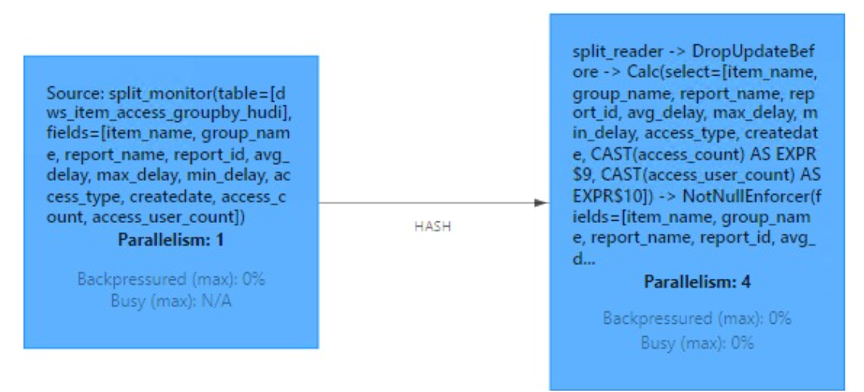 Source: split_monitor(table=[d
ws_item_access_groupby_hudi],
fields=[item_name, group_nam
e, report_name, report_id, avg_
delay, max_delay, min_delay, ac
cess_type, createdate, access_c
ount, access_user_count])
Parallelism: 1
Backpressured (max): 0%
Busy (max): N/A
HASH
split_reader -> DropUpdateBef
ore -> Calc(select=[item_name,
group_name, report_name, rep
ort_id, avg_delay, max_delay, m
in_delay, access_type, createdat
e, CAST(access_count) AS EXPR
$9, CAST(access_user_count) AS
EXPR$10]) -> NotNullEnforcer(f
ields=[item_name, group_nam
e, report_name, report_id, avg_
d...
Parallelism: 4
Backpressured (max): 0%
Busy (max): 0%